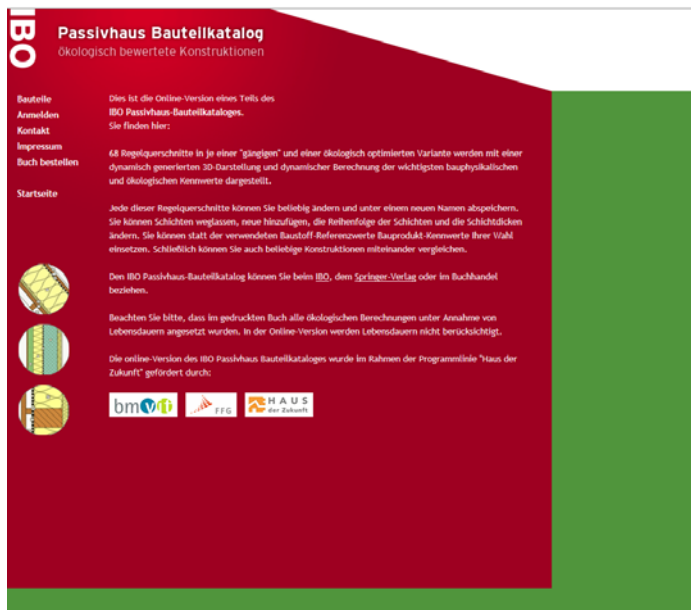 IBO
Passivhaus Bauteilkatalog
ökologisch bewertete Konstruktionen
Bauteile
Anmelden
Kontakt
Impressum
Buch bestellen
Startseite
Dies ist die Online-Version eines Teils des
IBO Passivhaus-Bauteilkataloges.
Sie finden hier:
68 Regelquerschnitte in je einer "gängigen" und einer ökologisch optimierten Variante werden mit einer
dynamisch generierten 3D-Darstellung und dynamischer Berechnung der wichtigsten bauphysikalischen
und ökologischen Kennwerte dargestellt.
Jede dieser Regelquerschnitte können Sie beliebig ändern und unter einem neuen Namen abspeichern.
Sie können Schichten weglassen, neue hinzufügen, die Reihenfolge der Schichten und die Schichtdicken
ändern. Sie können statt der verwendeten Baustoff-Referenzwerte Bauprodukt-Kennwerte Ihrer Wahl
einsetzen. Schließlich können Sie auch beliebige Konstruktionen miteinander vergleichen.
Den IBO Passivhaus-Bauteilkatalog können Sie beim IBO, dem Springer-Verlag oder im Buchhandel
beziehen.
Beachten Sie bitte, dass im gedruckten Buch alle ökologischen Berechnungen unter Annahme von
Lebensdauern angesetzt wurden. In der Online-Version werden Lebensdauern nicht berücksichtigt.
Die online-Version des IBO Passivhaus Bauteilkataloges wurde im Rahmen der Programmlinie "Haus der
Zukunft" gefördert durch:
bmvit
FFG
HAUS
der Zukunft